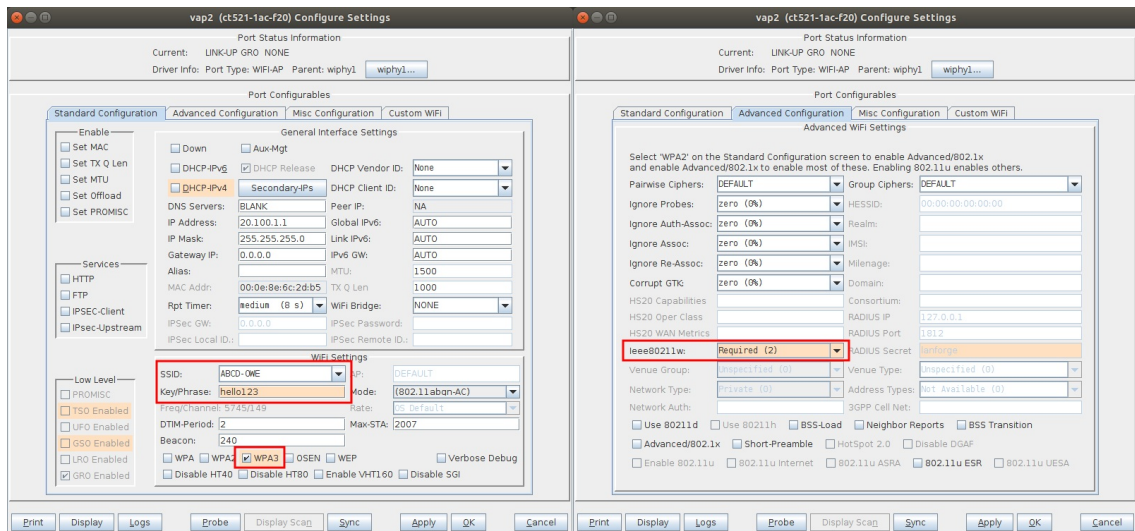 vap2 (ct521-1ac-f20) Configure Settings
Port Status Information
Current: LINK-UP GRO NONE
Driver Info: Port Type: WIFI-AP Parent: wiphy1 wiphy1...
Port Configurables
Standard Configuration Advanced Configuration Misc Configuration Custom WiFi
Enable
Set MAC
Set TX Q Len
Set MTU
Set Offload
Set PROMISC
Services
HTTP
FTP
IPSEC-Client
IPsec-Upstream
Low Level
PROMISC
TSO Enabled
UFO Enabled
GSO Enabled
LRO Enabled
GRO Enabled
General Interface Settings
Down Aux-Mgt
DHCP-IPv6 DHCP Release DHCP Vendor ID: None
DHCP-IPv4 Secondary-IPs DHCP Client ID: None
DNS Servers: BLANK Peer IP: NA
IP Address: 20.100.1.1 Global IPv6: AUTO
IP Mask: 255.255.255.0 Link IPv6: AUTO
Gateway IP: 0.0.0.0 IPv6 GW: AUTO
Alias: MTU: 1500
MAC Addr: 00:0e:8e:6c:2d:b5 TX Q Len 1000
Rpt Timer: medium (8 s) WiFi Bridge: NONE
IPSec GW: 0.0.0.0 IPSec Password:
IPSec Local ID.: IPSec Remote ID.:
WiFi Settings
SSID: ABCD-OWE AP: DEFAULT
Key/Phrase: hello123 Mode: (802.11abgn-AC)
Freq/Channel: 5745/149 Rate: OS Default
DTIM-Period: 2 Max-STA: 2007
Beacon: 240
WPA WPA2 WPA3 OSEN WEP Verbose Debug
Disable HT40 Disable HT80 Enable VHT160 Disable SGI
Print Display Logs Probe Display Scan Sync Apply OK Cancel
vap2 (ct521-1ac-f20) Configure Settings
Port Status Information
Current: LINK-UP GRO NONE
Driver Info: Port Type: WIFI-AP Parent: wiphy1 wiphy1...
Port Configurables
Standard Configuration Advanced Configuration Misc Configuration Custom WiFi
Advanced WiFi Settings
Select 'WPA2' on the Standard Configuration screen to enable Advanced/802.1x
and enable Advanced/802.1x to enable most of these. Enabling 802.11u enables others.
Pairwise Ciphers: DEFAULT Group Ciphers: DEFAULT
Ignore Probes: zero (0%) HESSID: 00:00:00:00:00:00
Ignore Auth-Assoc: zero (0%) Realm:
Ignore Assoc: zero (0%) IMSI:
Ignore Re-Assoc: zero (0%) Milenage:
Corrupt GTK: zero (0%) Domain:
HS20 Capabilities Consortium:
HS20 Oper Class RADIUS IP 127.0.0.1
HS20 WAN Metrics RADIUS Port 1812
Ieee80211w: Required (2) RADIUS Secret lanforge
Venue Group: Unspecified (0) Venue Type: Unspecified (0)
Network Type: Private (0) Address Types: Not Available (0)
Network Auth: 3GPP Cell Net:
Use 80211d Use 80211h BSS-Load Neighbor Reports BSS Transition
Advanced/802.1x Short-Preamble HotSpot 2.0 Disable DGAF
Enable 802.11u 802.11u Internet 802.11u ASRA 802.11u ESR 802.11u UESA
Print Display Logs Probe Display Scan Sync Apply OK Cancel